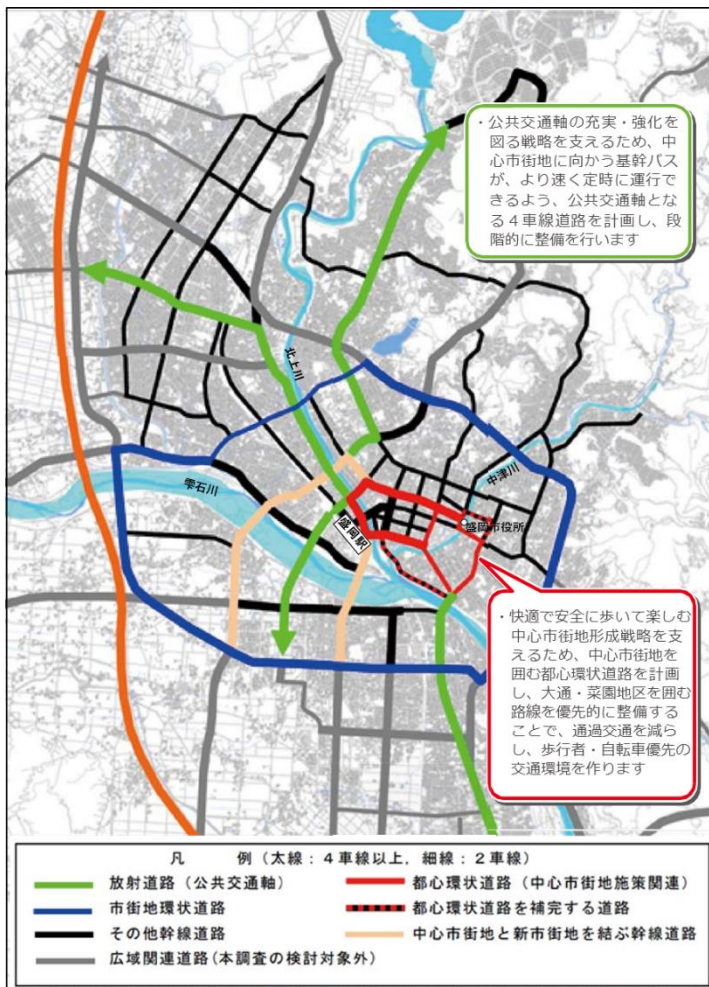 ・公共交通軸の充実・強化を
図る戦略を支えるため、中
心市街地に向かう基幹バス
が、より速く定時に運行で
きるよう、公共交通軸とな
る４車線道路を計画し、段
階的に整備を行います
北上川
中津川
雫石川
盛岡市役所
盛岡駅
・快適で安全に歩いて楽しむ
中心市街地形成戦略を支
えるため、中心市街地を
囲む都心環状道路を計画
し、大通・菜園地区を囲む
路線を優先的に整備する
ことで、通過交通を減ら
し、歩行者・自転車優先の
交通環境を作ります
凡　例（太線：４車線以上，細線：２車線）
放射道路（公共交通軸）
都心環状道路（中心市街地施策関連）
市街地環状道路
都心環状道路を補完する道路
その他幹線道路
中心市街地と新市街地を結ぶ幹線道路
広域関連道路(本調査の検討対象外)